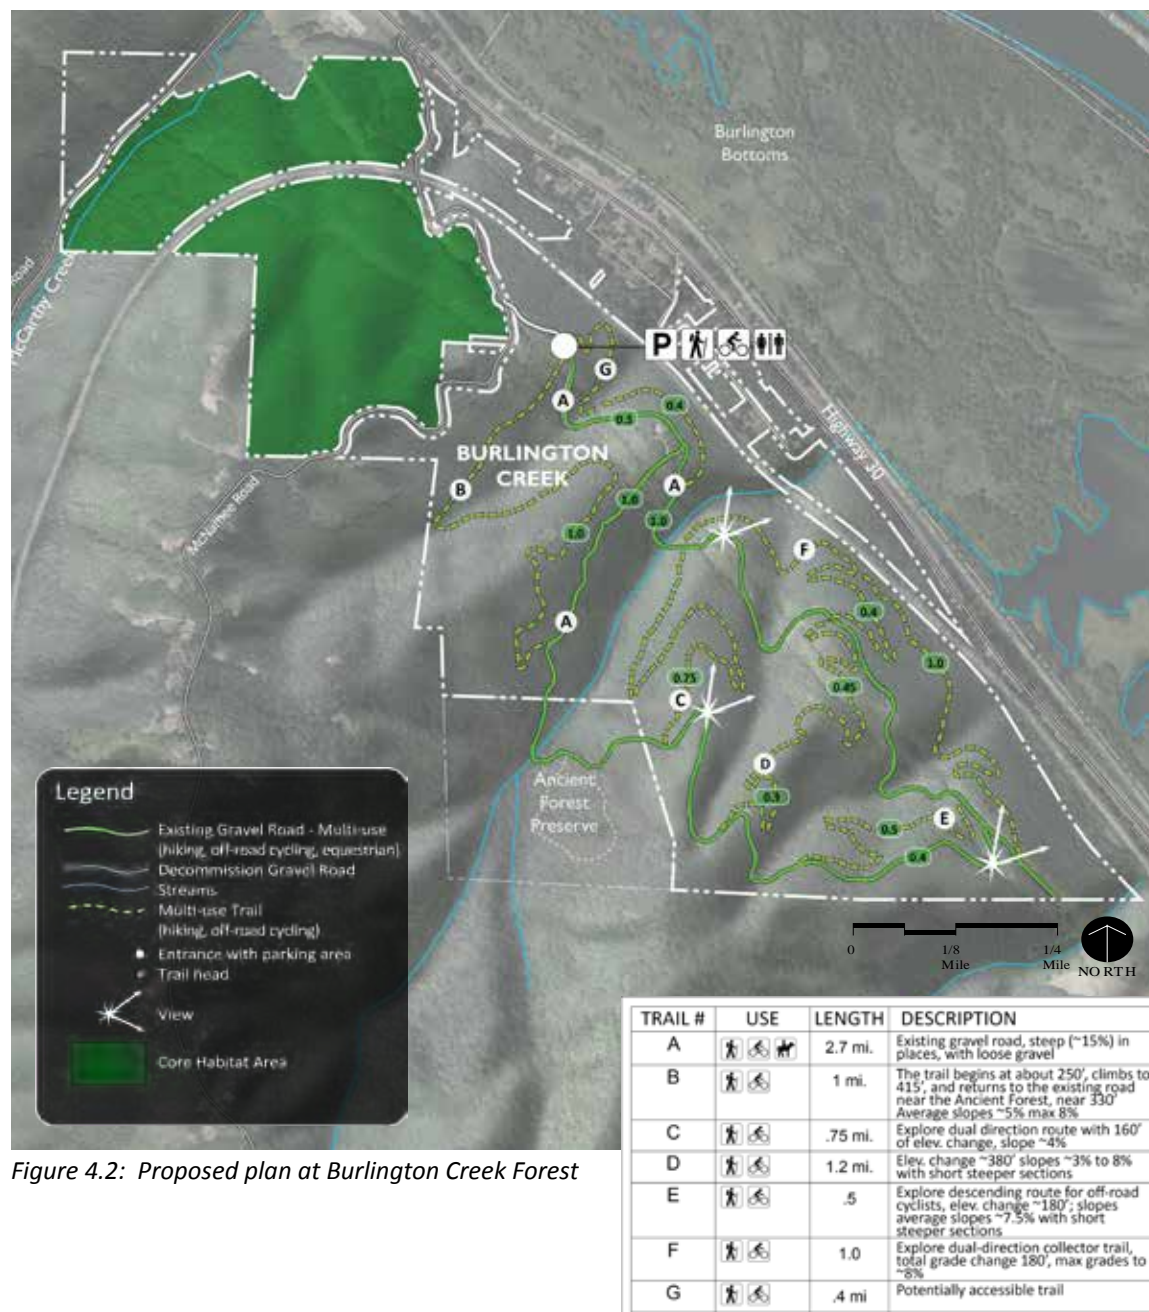 Burlington
Bottoms
Road
McCarthy Creek
P
G
A
0.4
0.5
BURLINGTON
CREEK
Highway 30
B
A
1.0
McNamee Road
1.0
1.0
F
A
0.4
1.0
0.75
0.45
C
D
Ancient
Forest
Preserve
0.3
E
0.5
0.4
Legend
Existing Gravel Road - Multi-use
(hiking, off-road cycling, equestrian)
Decommission Gravel Road
Streams
Multi-use Trail
(hiking, off-road cycling)
Entrance with parking area
Trail head
View
Core Habitat Area
0 1/8 1/4
Mile Mile
NORTH
TRAIL # USE LENGTH DESCRIPTION
A 2.7 mi. Existing gravel road, steep (~15%) in
places, with loose gravel
B 1 mi. The trail begins at about 250', climbs to
415', and returns to the existing road
near the Ancient Forest, near 330'
Average slopes ~5% max 8%
C .75 mi. Explore dual direction route with 160'
of elev. change, slope ~4%
D 1.2 mi. Elev. change ~380' slopes ~3% to 8%
with short steeper sections
E .5 Explore descending route for off-road
cyclists, elev. change ~180'; slopes
average slopes ~7.5% with short
steeper sections
F 1.0 Explore dual-direction collector trail,
total grade change 180', max grades to
~8%
G .4 mi Potentially accessible trail
Figure 4.2: Proposed plan at Burlington Creek Forest